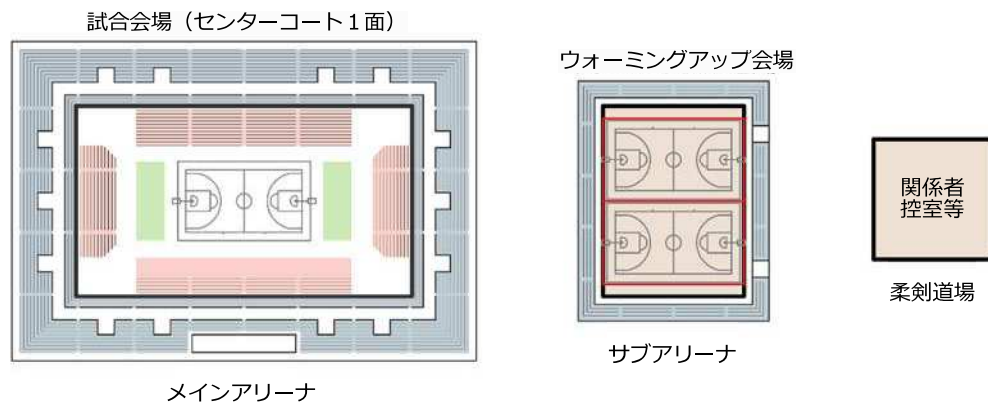 試合会場（センターコート１面）
メインアリーナ
ウォーミングアップ会場
サブアリーナ
関係者
控室等
柔剣道場